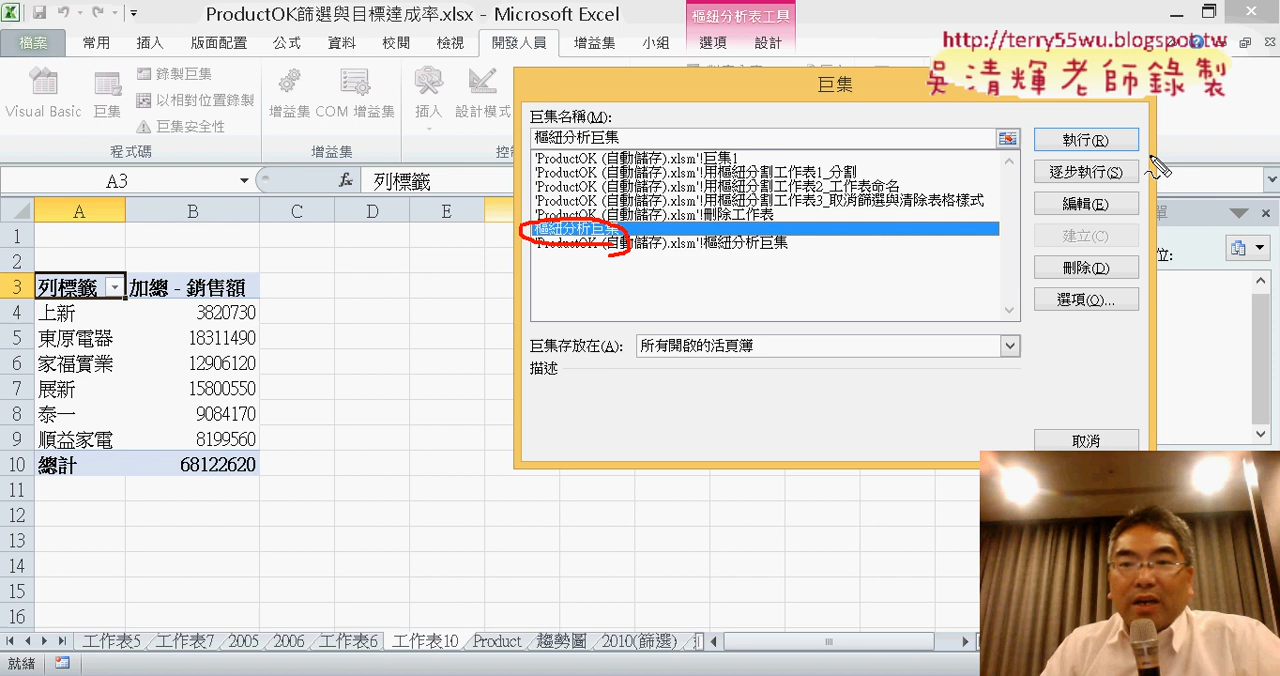 ProductOK篩選與目標達成率.xlsx - Microsoft Excel
樞紐分析表工具
檔案 常用 插入 版面配置 公式 資料 校閱 檢視 開發人員 增益集 小組 選項 設計
http://terry55wu.blogspot.tw
吳清輝老師錄製
Visual Basic 巨集 錄製巨集 以相對位置錄製 巨集安全性
增益集 COM 增益集 插入 設計模式
程式碼 增益集
巨集
巨集名稱(M):
樞紐分析巨集
'ProductOK (自動儲存).xlsm'!巨集1
'ProductOK (自動儲存).xlsm'!用樞紐分割工作表1_分割
'ProductOK (自動儲存).xlsm'!用樞紐分割工作表2_工作表命名
'ProductOK (自動儲存).xlsm'!用樞紐分割工作表3_取消篩選與清除表格樣式
'ProductOK (自動儲存).xlsm'!刪除工作表
樞紐分析巨集
'ProductOK (自動儲存).xlsm'!樞紐分析巨集
執行(R)
逐步執行(S)
編輯(E)
建立(C)
刪除(D)
選項(O)...
巨集存放在(A): 所有開啟的活頁簿
描述
取消
A3 fx 列標籤
A B C D E
1
2
3 列標籤 加總 - 銷售額
4 上新 3820730
5 東原電器 18311490
6 家福實業 12906120
7 展新 15800550
8 泰一 9084170
9 順益家電 8199560
10 總計 68122620
11
12
13
14
15
16
工作表5 工作表7 2005 2006 工作表6 工作表10 Product 趨勢圖 2010(篩選)
就緒